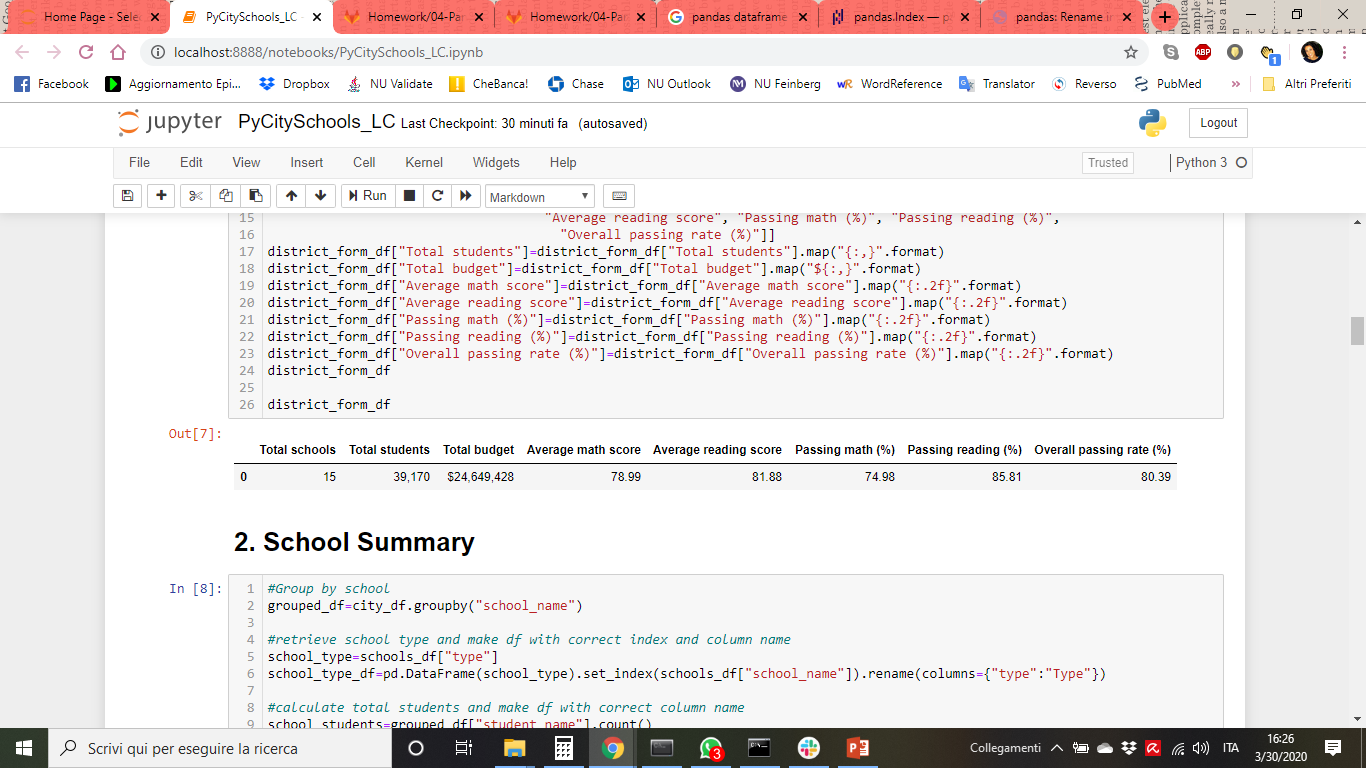 Home Page - Sele
PyCitySchools_LC
Homework/04-Par
Homework/04-Par
pandas dataframe
pandas.Index — p
pandas: Rename in
localhost:8888/notebooks/PyCitySchools_LC.ipynb
ABP
1
Facebook
Aggiornamento Epi...
Dropbox
NU Validate
CheBanca!
Chase
NU Outlook
NU Feinberg
WordReference
Translator
Reverso
PubMed
»
Altri Preferiti
jupyter PyCitySchools_LC Last Checkpoint: 30 minuti fa (autosaved)
Logout
File Edit View Insert Cell Kernel Widgets Help
Trusted
Python 3
Run
Markdown
15 "Average reading score", "Passing math (%)", "Passing reading (%)",
16 "Overall passing rate (%)"]]
17 district_form_df["Total students"]=district_form_df["Total students"].map("{:,}".format)
18 district_form_df["Total budget"]=district_form_df["Total budget"].map("${:,}".format)
19 district_form_df["Average math score"]=district_form_df["Average math score"].map("{:.2f}".format)
20 district_form_df["Average reading score"]=district_form_df["Average reading score"].map("{:.2f}".format)
21 district_form_df["Passing math (%)"]=district_form_df["Passing math (%)"].map("{:.2f}".format)
22 district_form_df["Passing reading (%)"]=district_form_df["Passing reading (%)"].map("{:.2f}".format)
23 district_form_df["Overall passing rate (%)"]=district_form_df["Overall passing rate (%)"].map("{:.2f}".format)
24 district_form_df
25
26 district_form_df
Out[7]:
Total schools Total students Total budget Average math score Average reading score Passing math (%) Passing reading (%) Overall passing rate (%)
0 15 39,170 $24,649,428 78.99 81.88 74.98 85.81 80.39
2. School Summary
In [8]:
1 #Group by school
2 grouped_df=city_df.groupby("school_name")
3
4 #retrieve school type and make df with correct index and column name
5 school_type=schools_df["type"]
6 school_type_df=pd.DataFrame(school_type).set_index(schools_df["school_name"]).rename(columns={"type":"Type"})
7
8 #calculate total students and make df with correct column name
9 school_students=grouped_df["student_name"].count()
Scrivi qui per eseguire la ricerca
3
Collegamenti
ITA
16:26
3/30/2020